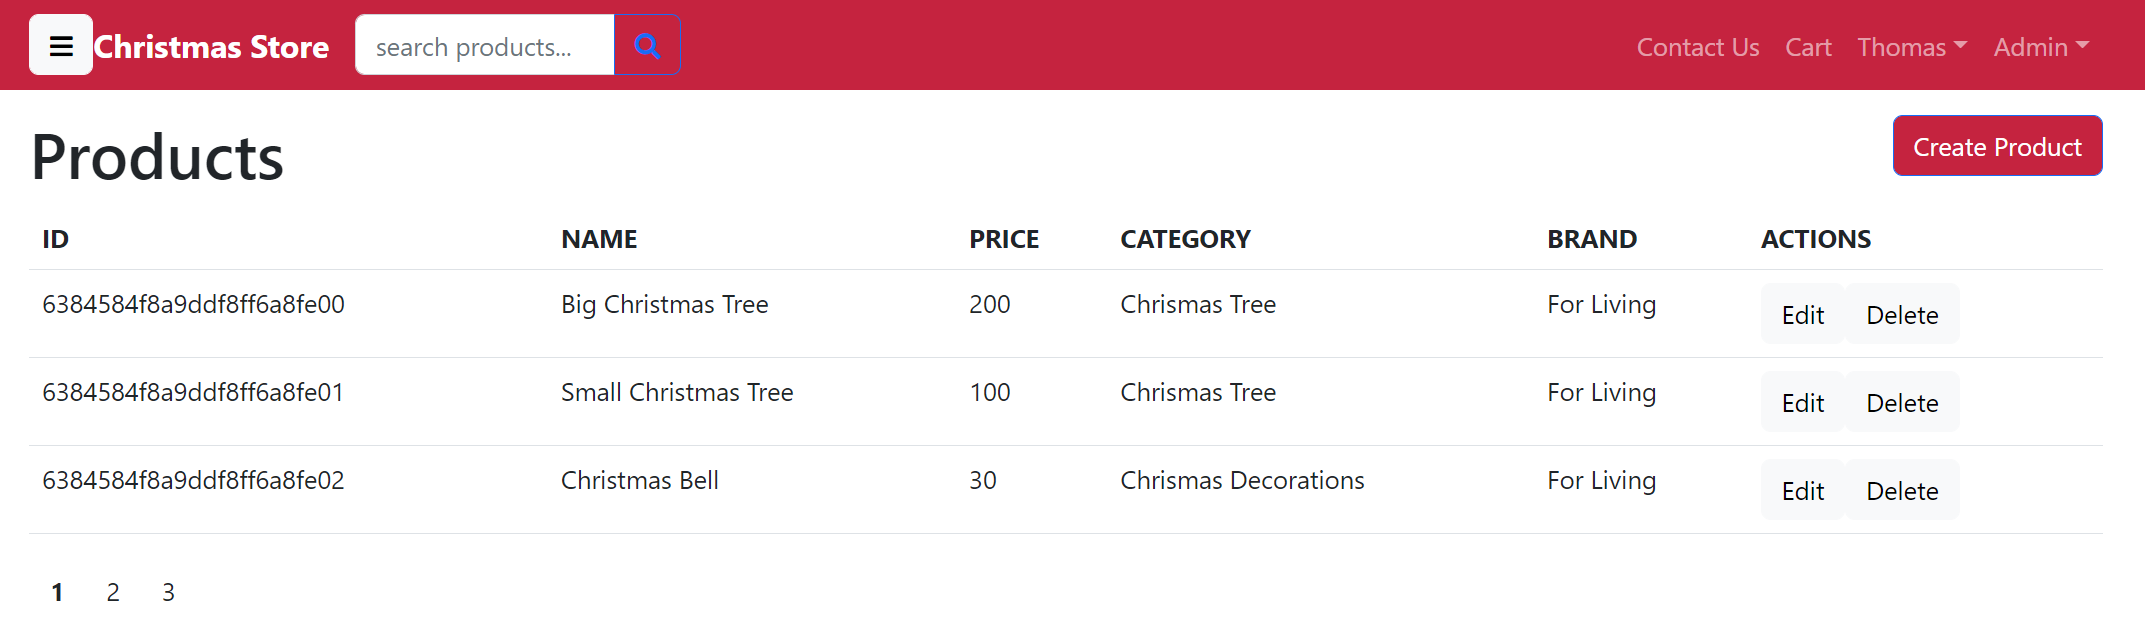 Christmas Store search products... Contact Us Cart Thomas Admin
Products Create Product
ID NAME PRICE CATEGORY BRAND ACTIONS
6384584f8a9ddf8ff6a8fe00 Big Christmas Tree 200 Chrismas Tree For Living Edit Delete
6384584f8a9ddf8ff6a8fe01 Small Christmas Tree 100 Chrismas Tree For Living Edit Delete
6384584f8a9ddf8ff6a8fe02 Christmas Bell 30 Chrismas Decorations For Living Edit Delete
1 2 3